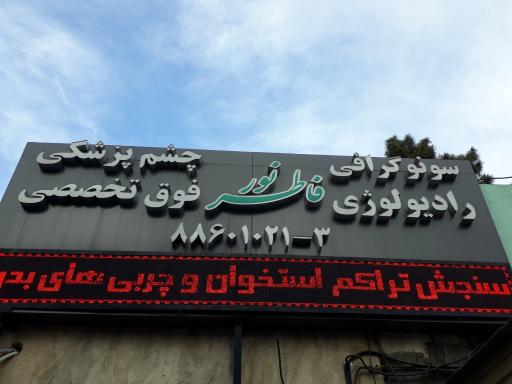 سونوگرافی
رادیولوژی
فاطر نور
چشم پزشکی
فوق تخصصی
۸۸۶۰۱۰۲۱-۳
سنجش تراکم استخوان و چربی های بدن